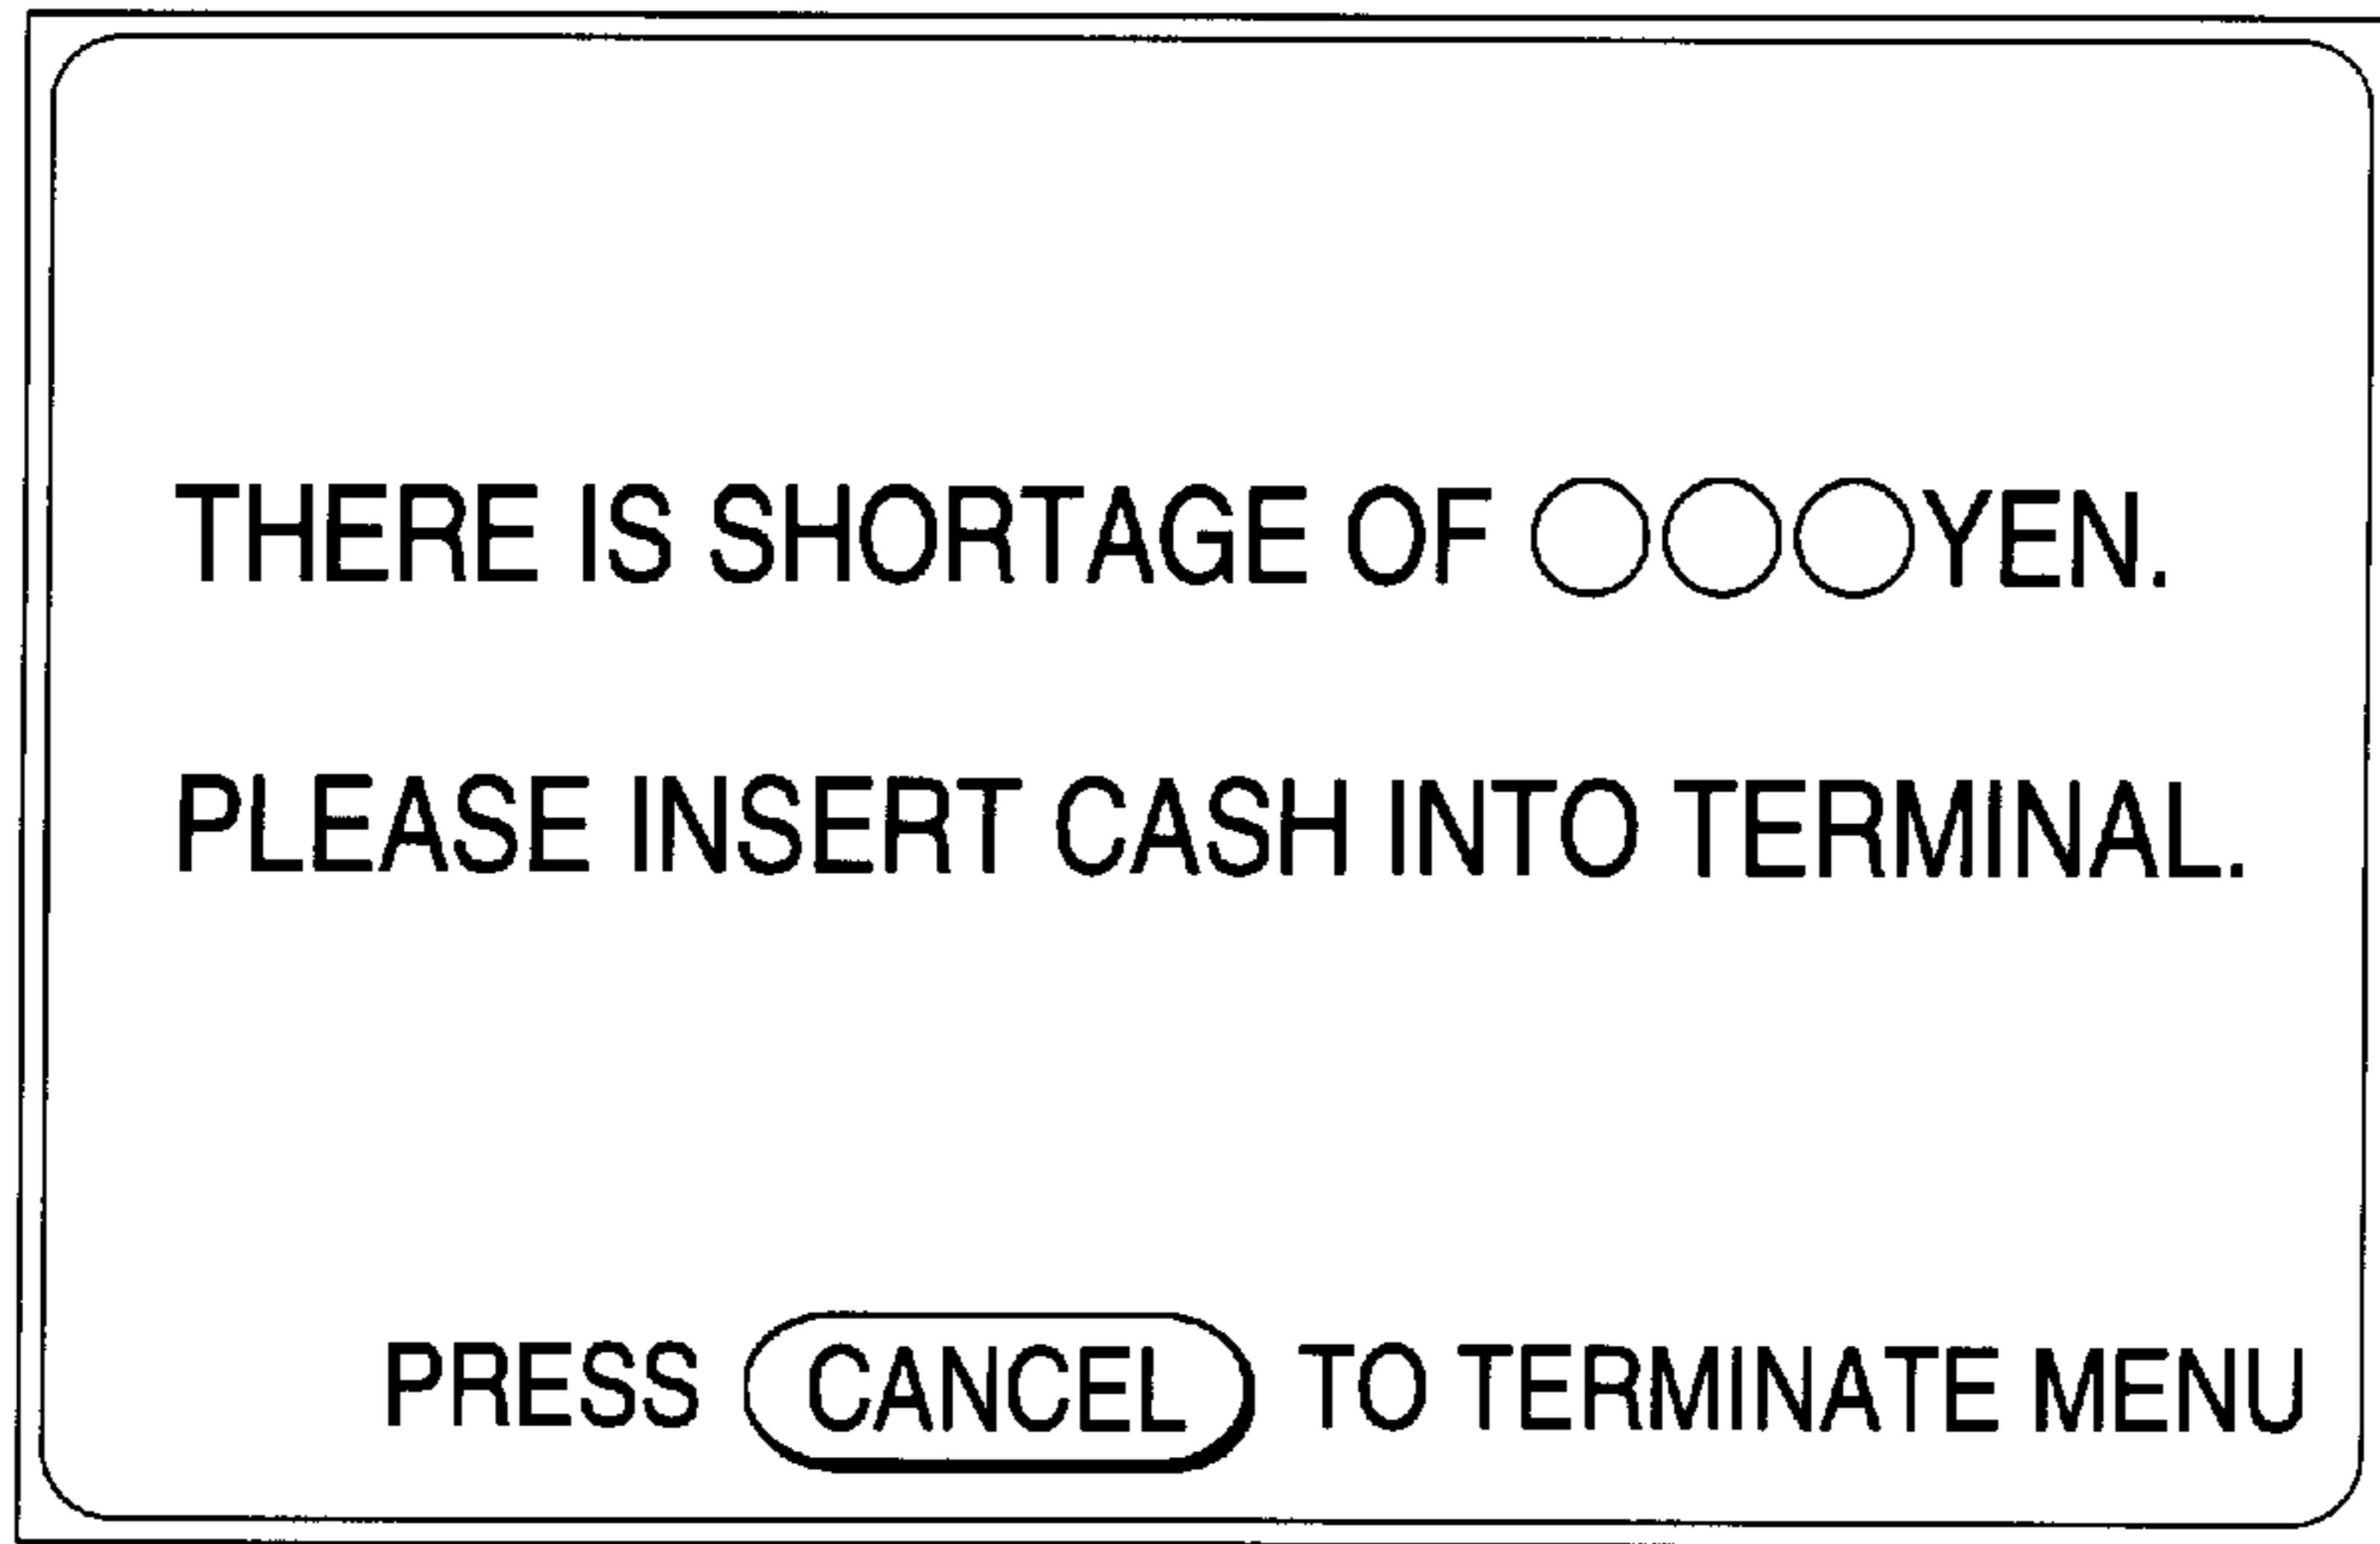 THERE IS SHORTAGE OF ○○○YEN.
PLEASE INSERT CASH INTO TERMINAL.
PRESS CANCEL TO TERMINATE MENU